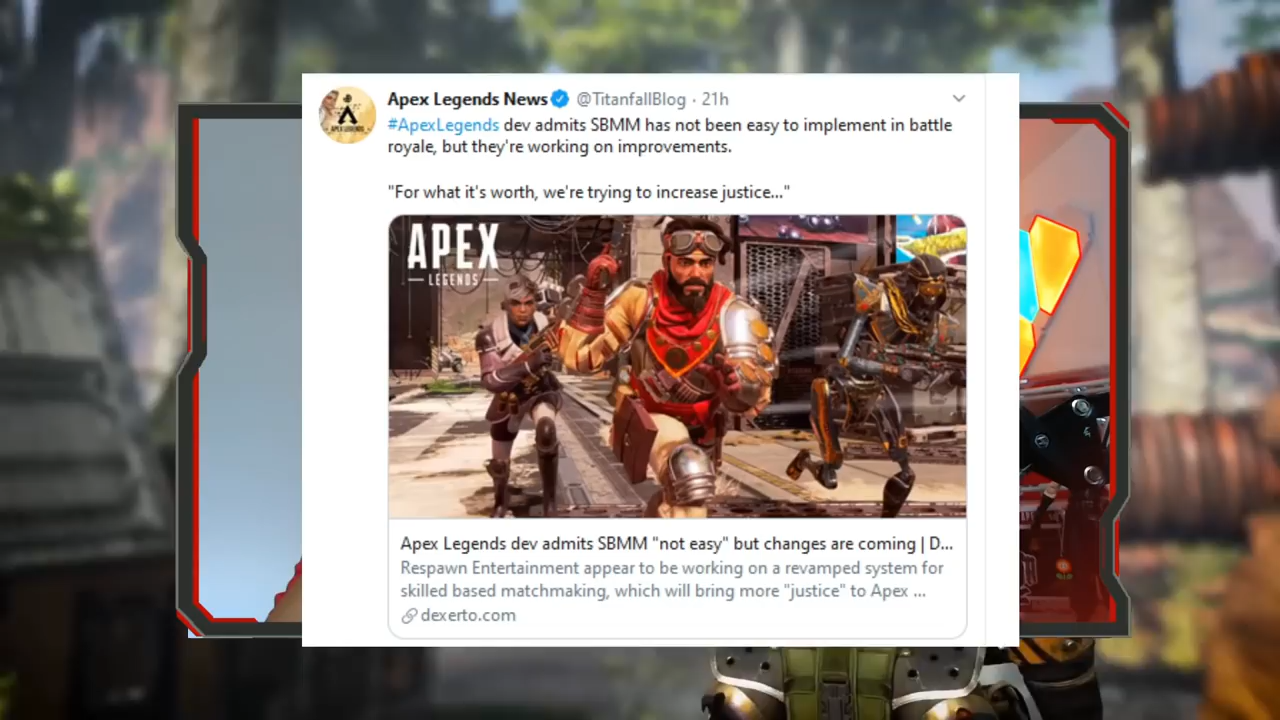 Apex Legends News @TitanfallBlog · 21h
#ApexLegends dev admits SBMM has not been easy to implement in battle
royale, but they're working on improvements.
"For what it's worth, we're trying to increase justice..."
APEX
LEGENDS
Apex Legends dev admits SBMM "not easy" but changes are coming | D...
Respawn Entertainment appear to be working on a revamped system for
skilled based matchmaking, which will bring more "justice" to Apex ...
dexerto.com